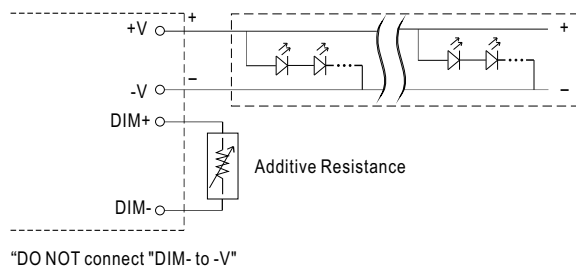 +V
+
+
-V
−
−
DIM+
Additive Resistance
DIM-
“DO NOT connect "DIM- to -V"